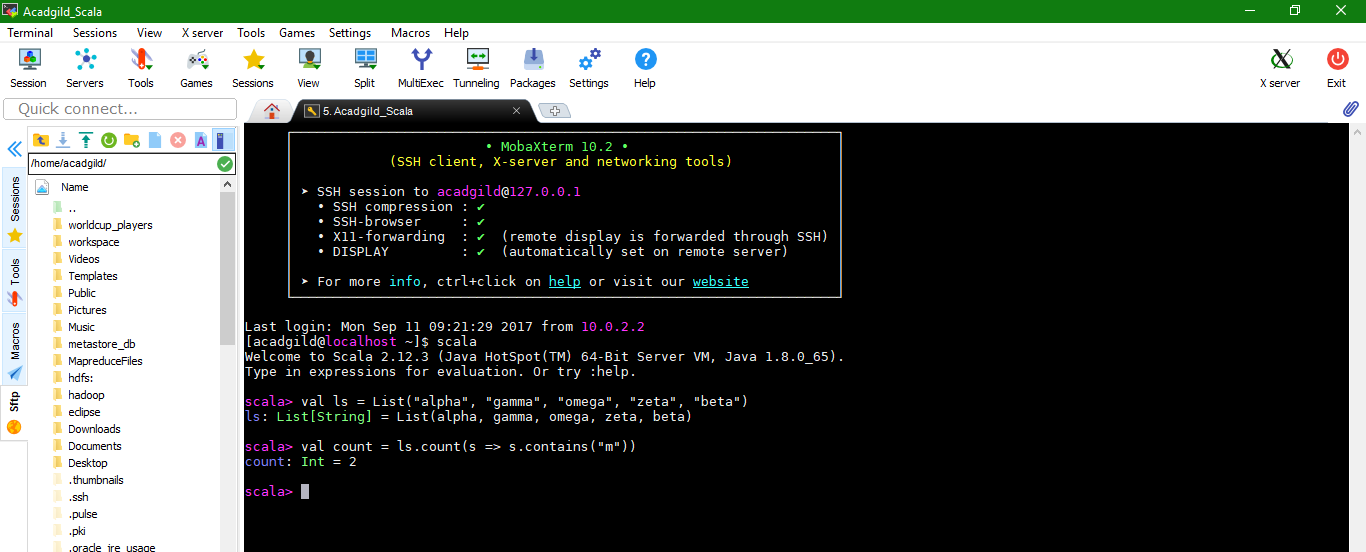 Acadgild_Scala
Terminal Sessions View X server Tools Games Settings Macros Help
Session Servers Tools Games Sessions View Split MultiExec Tunneling Packages Settings Help X server Exit
Quick connect...
5. Acadgild_Scala
/home/acadgild/
Name
..
worldcup_players
workspace
Videos
Templates
Public
Pictures
Music
metastore_db
MapreduceFiles
hdfs:
hadoop
eclipse
Downloads
Documents
Desktop
.thumbnails
.ssh
.pulse
.pki
.oracle_jre_usage
Sessions
Tools
Macros
Sftp
• MobaXterm 10.2 •
(SSH client, X-server and networking tools)
➤ SSH session to acadgild@127.0.0.1
• SSH compression : ✔
• SSH-browser : ✔
• X11-forwarding : ✔ (remote display is forwarded through SSH)
• DISPLAY : ✔ (automatically set on remote server)
➤ For more info, ctrl+click on help or visit our website
Last login: Mon Sep 11 09:21:29 2017 from 10.0.2.2
[acadgild@localhost ~]$ scala
Welcome to Scala 2.12.3 (Java HotSpot(TM) 64-Bit Server VM, Java 1.8.0_65).
Type in expressions for evaluation. Or try :help.
scala> val ls = List("alpha", "gamma", "omega", "zeta", "beta")
ls: List[String] = List(alpha, gamma, omega, zeta, beta)
scala> val count = ls.count(s => s.contains("m"))
count: Int = 2
scala>